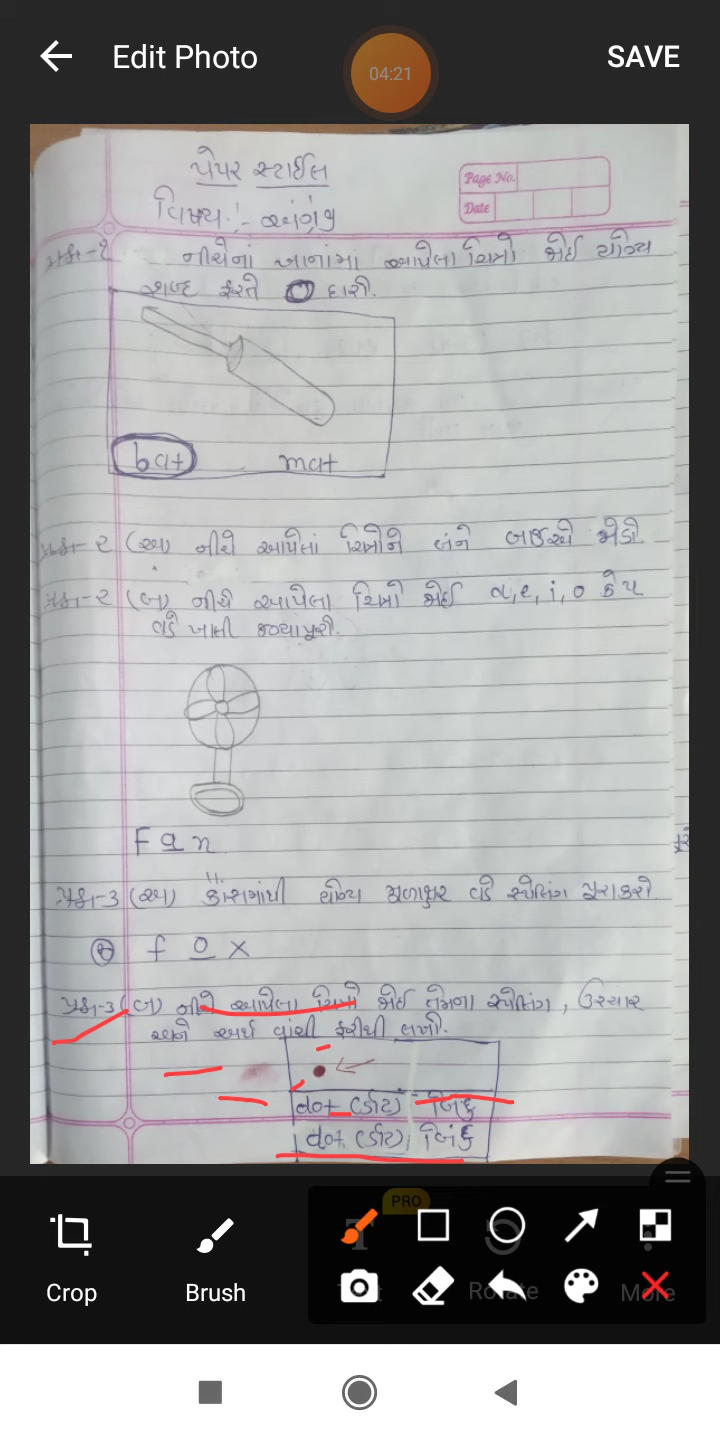 Edit Photo
04:21
SAVE
પેપર સ્ટાઈલ
Page No.
Date
વિષય :- અંગ્રેજી
પ્રશ્ન-૧ નીચેનાં ખાનાંમાં આપેલા ચિત્રો જોઈ યોગ્ય
શબ્દ ફરતે O દોરો.
bat mat
પ્રશ્ન-૨ (અ) નીચે આપેલાં ચિત્રોને બંને બાજુએ જોડો.
પ્રશ્ન-૨ (બ) નીચે આપેલા ચિત્રો જોઈ a, e, i, o કે
વડે ખાલી જગ્યા પૂરો.
Fan
પ્રશ્ન-3 (અ) કૌંસમાંથી યોગ્ય મૂળાક્ષર વડે સ્પેલિંગ પૂરા કરો
fox
પ્રશ્ન-3 (બ) નીચે આપેલા ચિત્રો જોઈ તેમના સ્પેલિંગ, ઉચ્ચાર
અને અર્થ વાંચી ફરીથી લખો.
dot (ડોટ) બિંદુ
dot (ડોટ) બિંદુ
PRO
Crop
Brush
Rotate
More